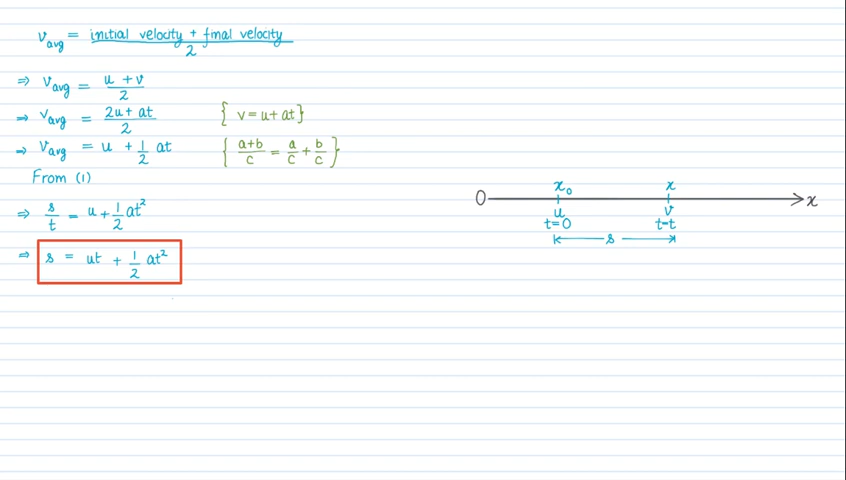 v_avg = initial velocity + final velocity / 2
⇒ v_avg = u + v / 2
⇒ v_avg = 2u + at / 2 { v = u + at }
⇒ v_avg = u + 1/2 at { a+b / c = a/c + b/c }
From (1)
⇒ s/t = u + 1/2 at²
⇒ s = ut + 1/2 at²
x₀ x
O x
u v
t=0 t=t
s